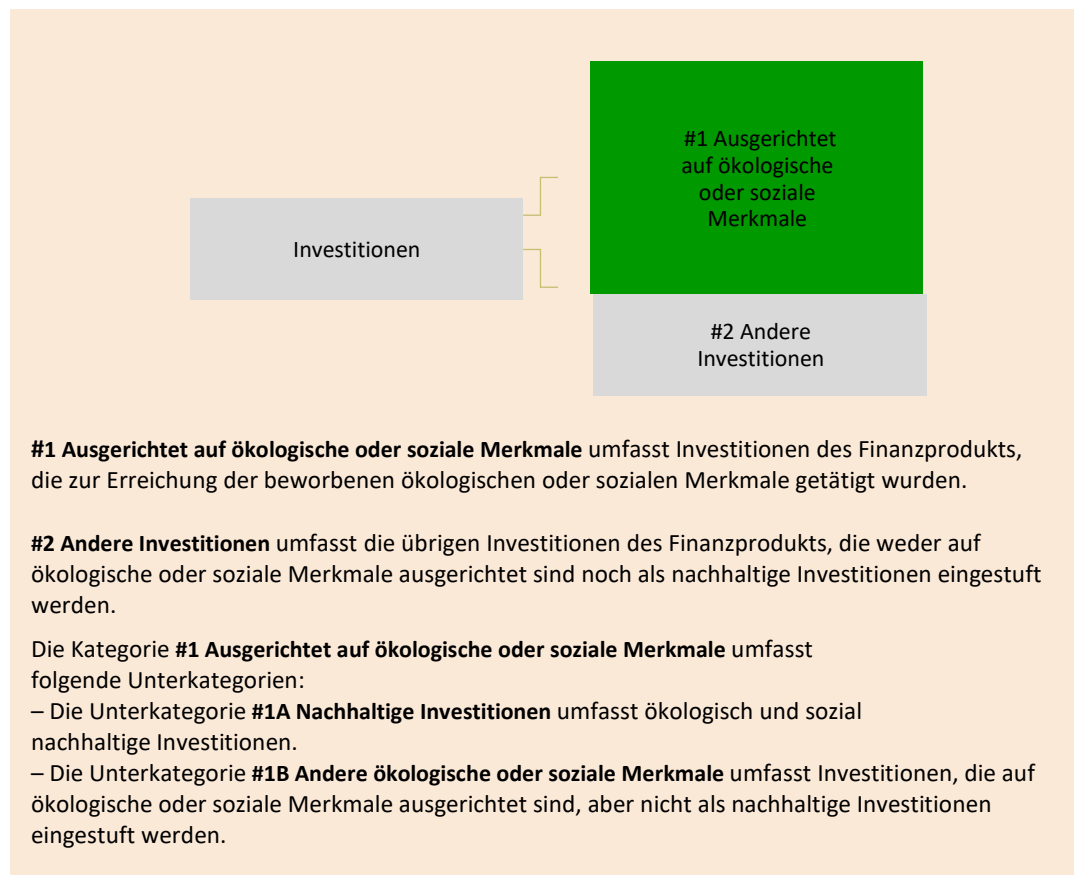 #1 Ausgerichtet
auf ökologische
oder soziale
Merkmale
Investitionen
#2 Andere
Investitionen
#1 Ausgerichtet auf ökologische oder soziale Merkmale umfasst Investitionen des Finanzprodukts,
die zur Erreichung der beworbenen ökologischen oder sozialen Merkmale getätigt wurden.
#2 Andere Investitionen umfasst die übrigen Investitionen des Finanzprodukts, die weder auf
ökologische oder soziale Merkmale ausgerichtet sind noch als nachhaltige Investitionen eingestuft
werden.
Die Kategorie #1 Ausgerichtet auf ökologische oder soziale Merkmale umfasst
folgende Unterkategorien:
– Die Unterkategorie #1A Nachhaltige Investitionen umfasst ökologisch und sozial
nachhaltige Investitionen.
– Die Unterkategorie #1B Andere ökologische oder soziale Merkmale umfasst Investitionen, die auf
ökologische oder soziale Merkmale ausgerichtet sind, aber nicht als nachhaltige Investitionen
eingestuft werden.